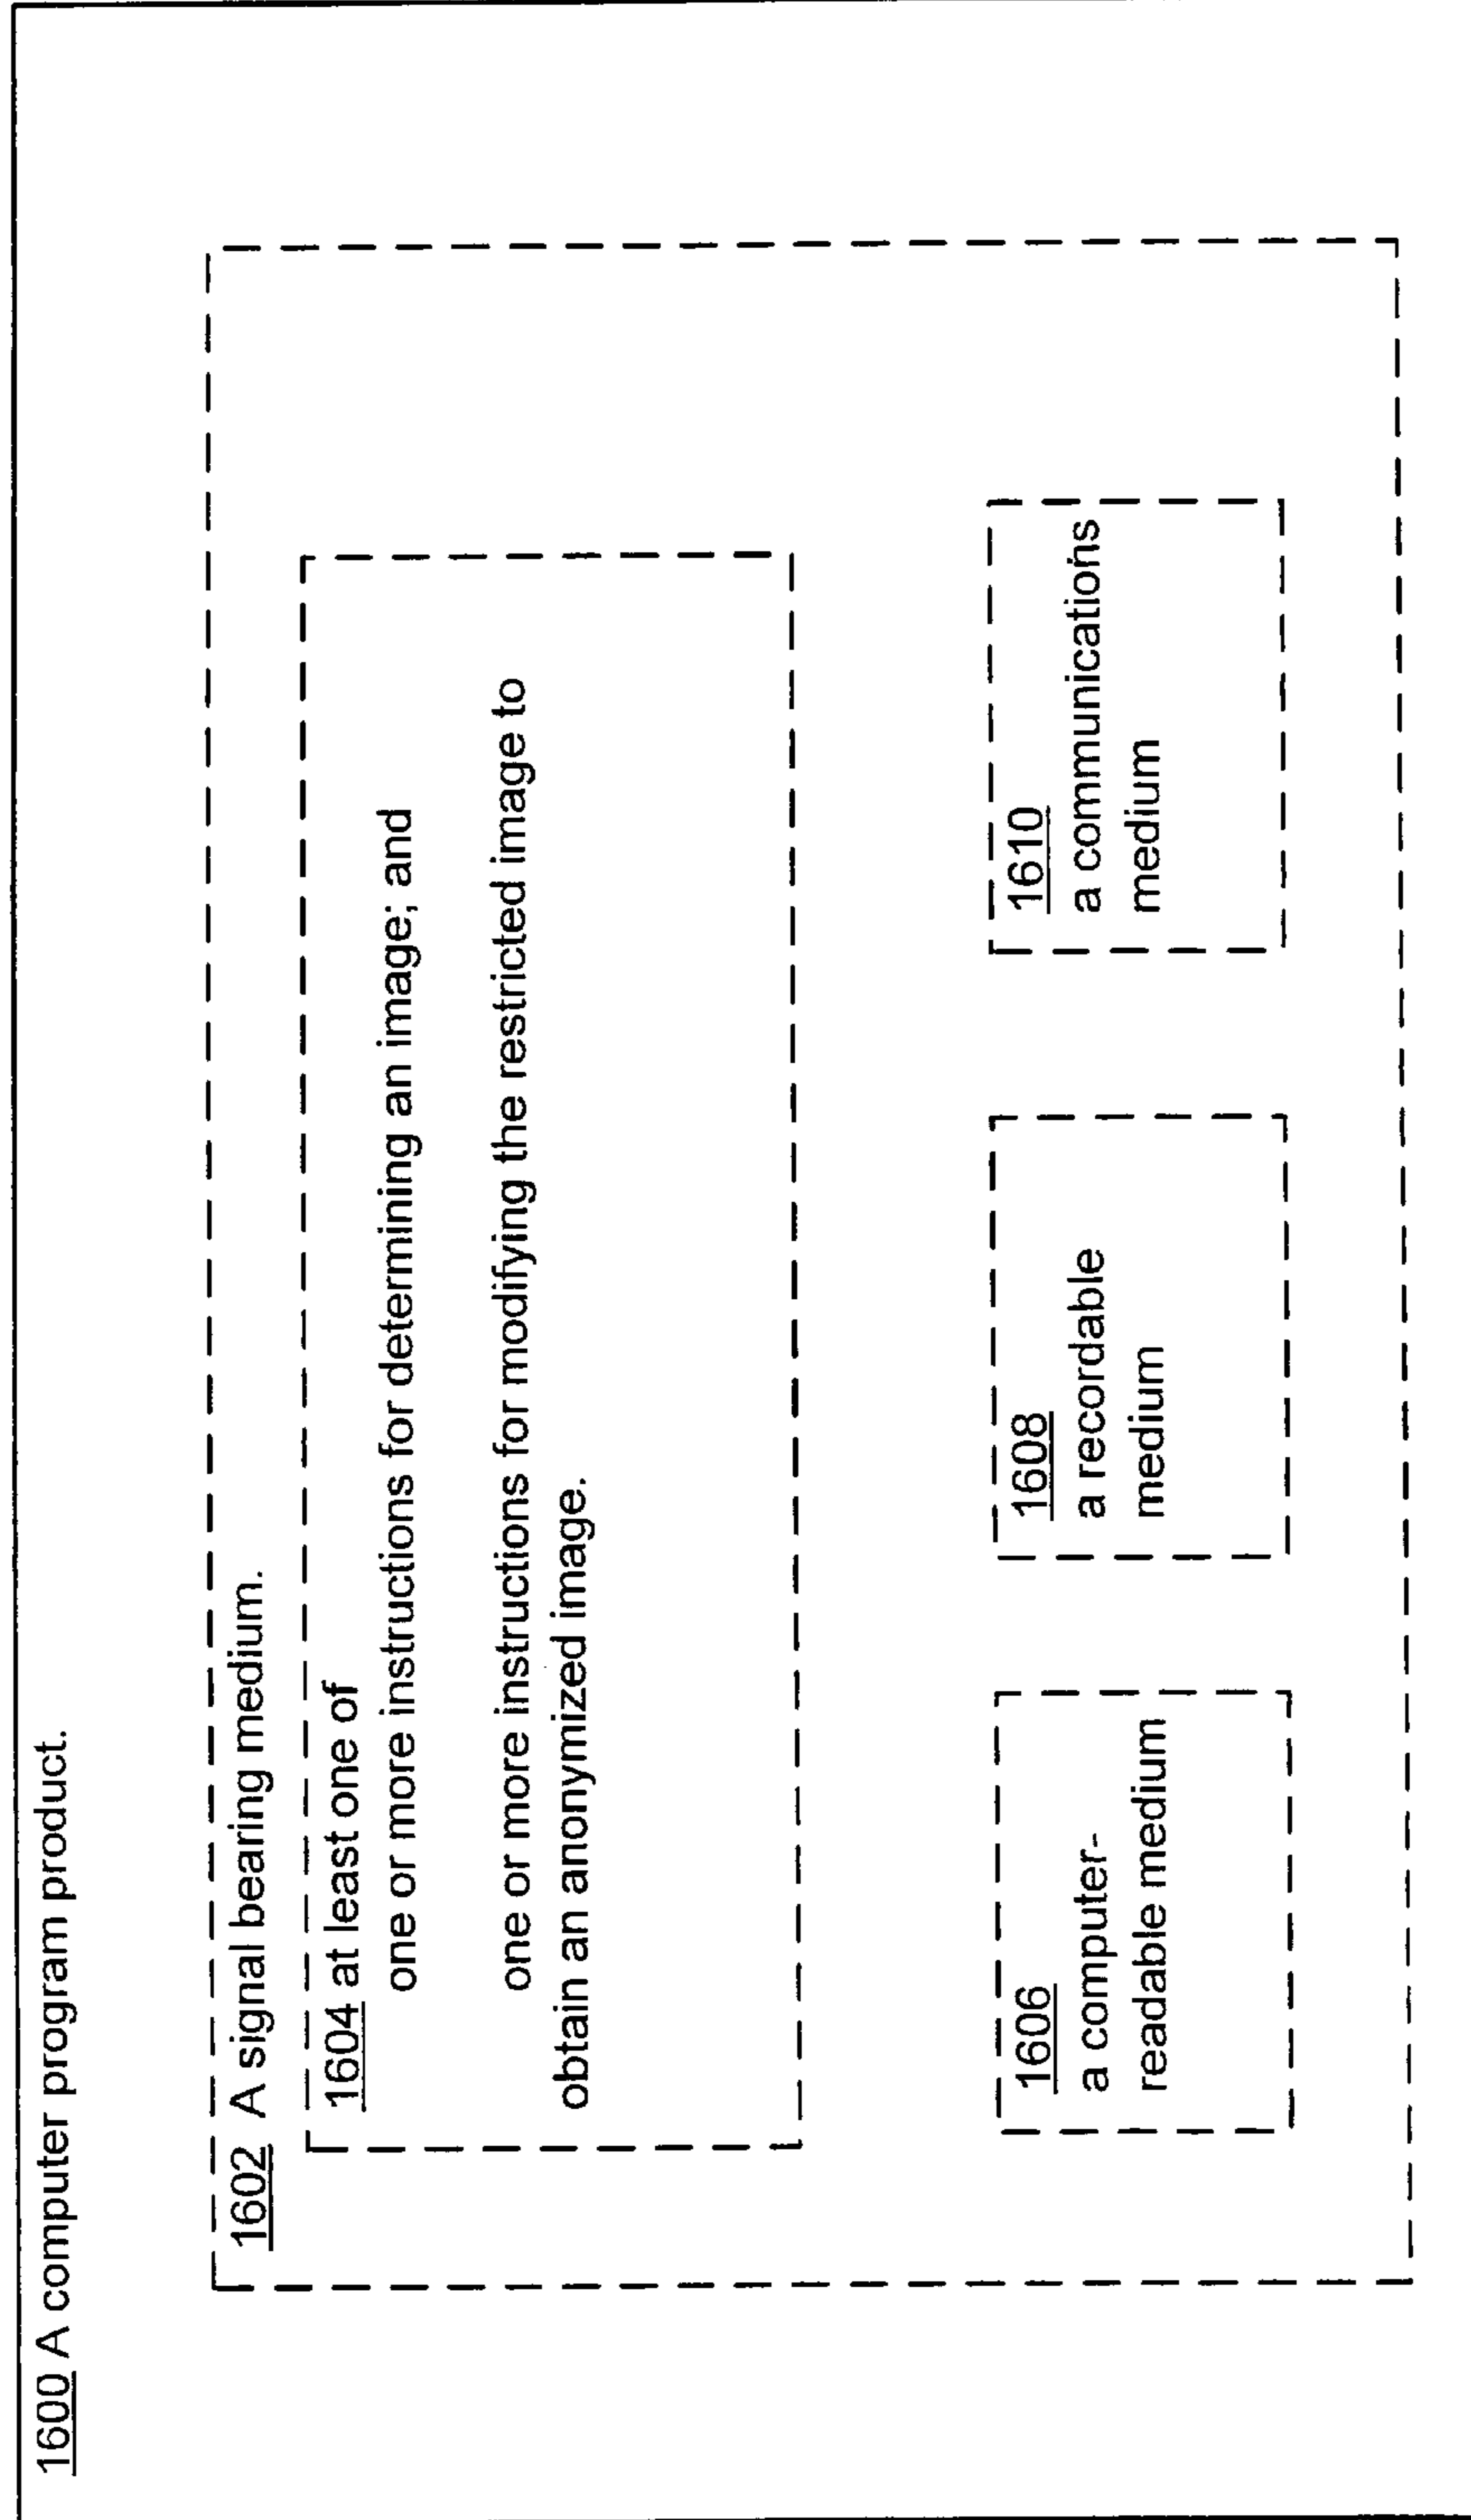 1600 A computer program product.
1602 A signal bearing medium.
1604 at least one of
one or more instructions for determining an image; and
one or more instructions for modifying the restricted image to
obtain an anonymized image.
1606
a computer-
readable medium
1608
a recordable
medium
1610
a communications
medium